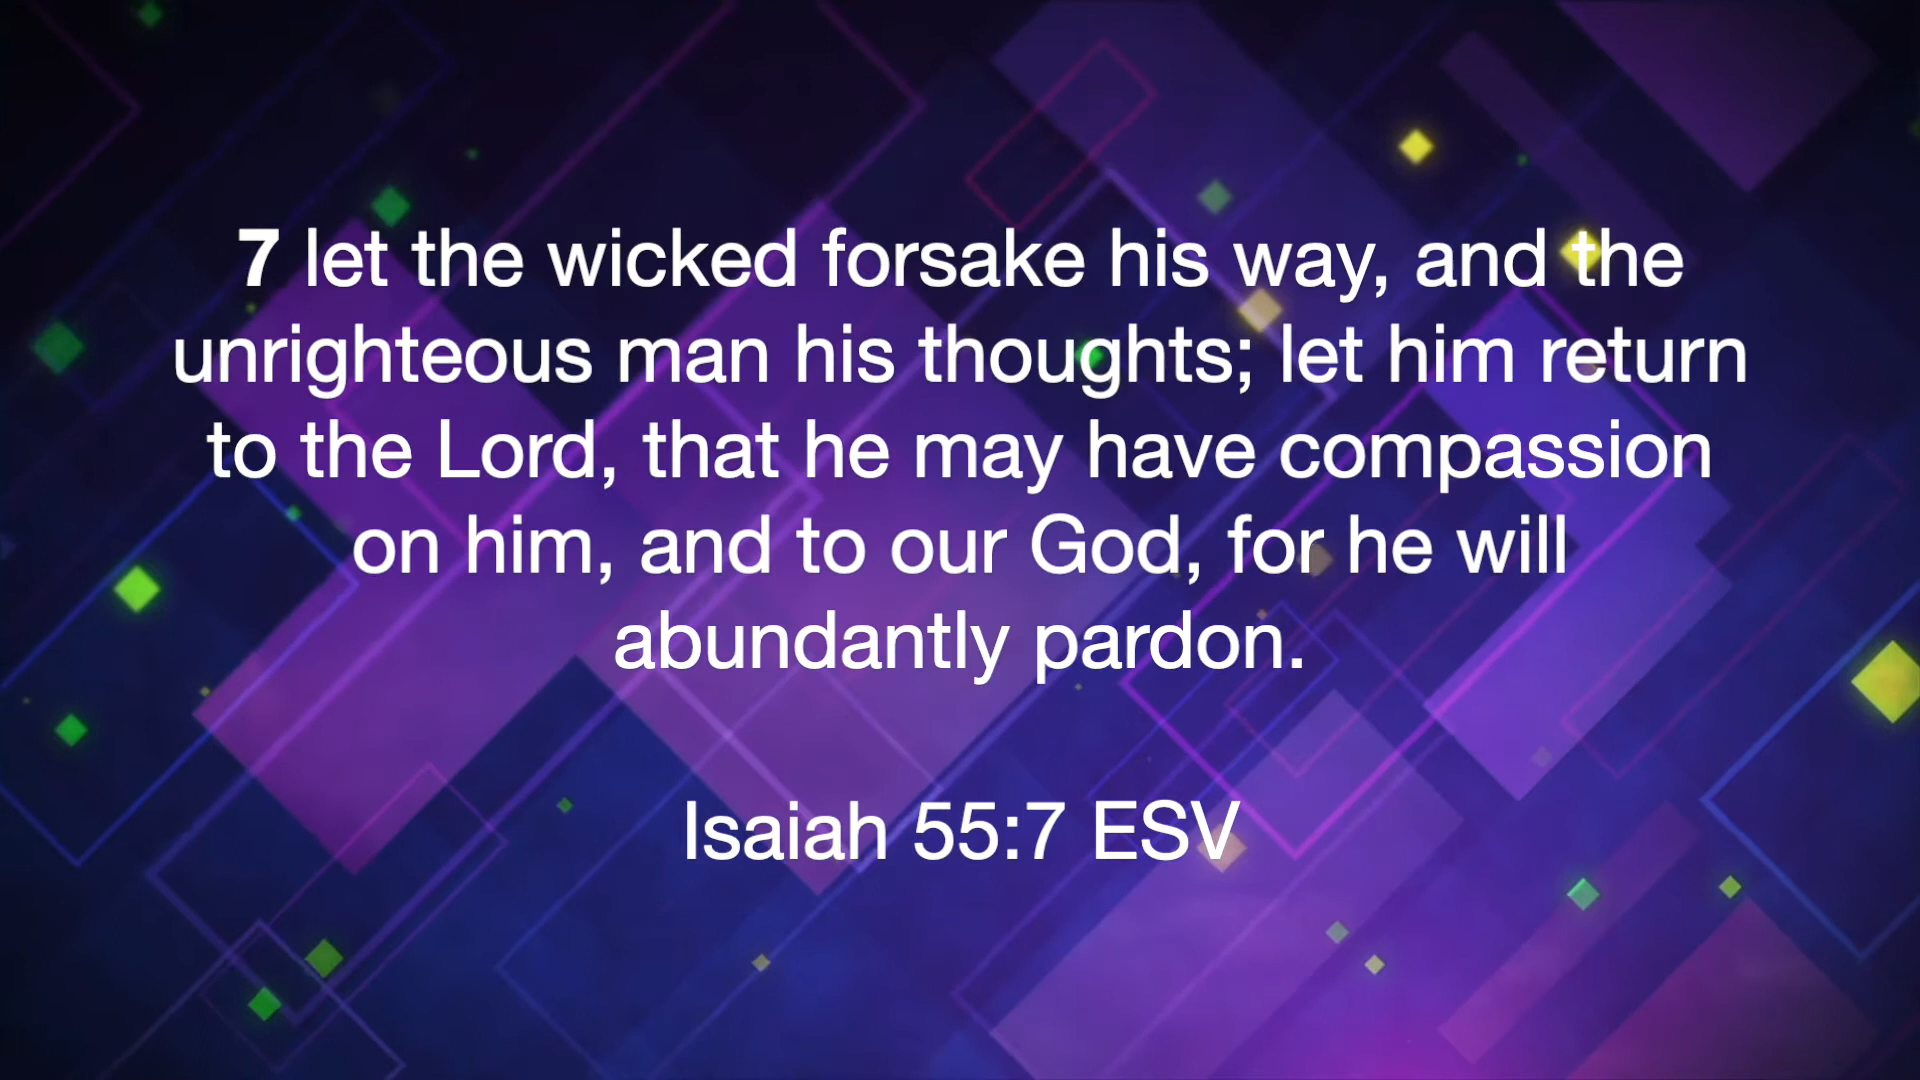 7 let the wicked forsake his way, and the
unrighteous man his thoughts; let him return
to the Lord, that he may have compassion
on him, and to our God, for he will
abundantly pardon.
Isaiah 55:7 ESV